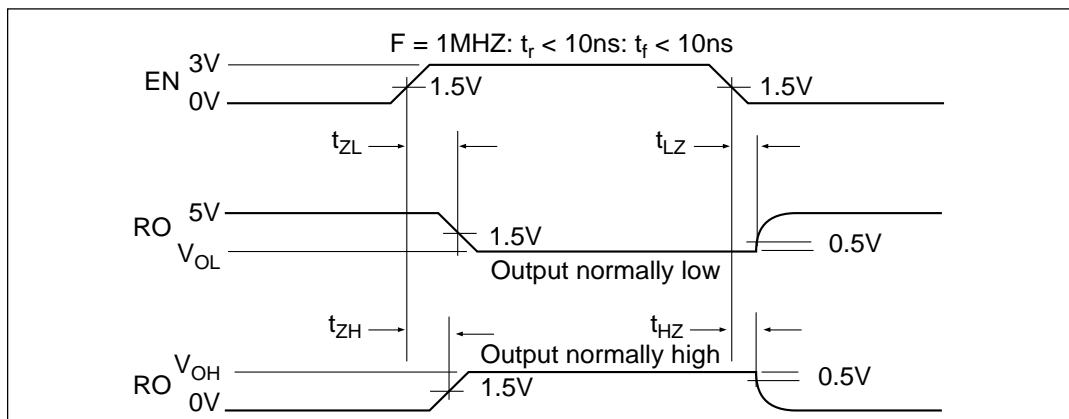 F = 1MHZ: tr < 10ns: tf < 10ns
3V
EN
0V
1.5V
1.5V
tZL
tLZ
5V
RO
VOL
1.5V
0.5V
Output normally low
tZH
tHZ
Output normally high
VOH
RO
0V
1.5V
0.5V